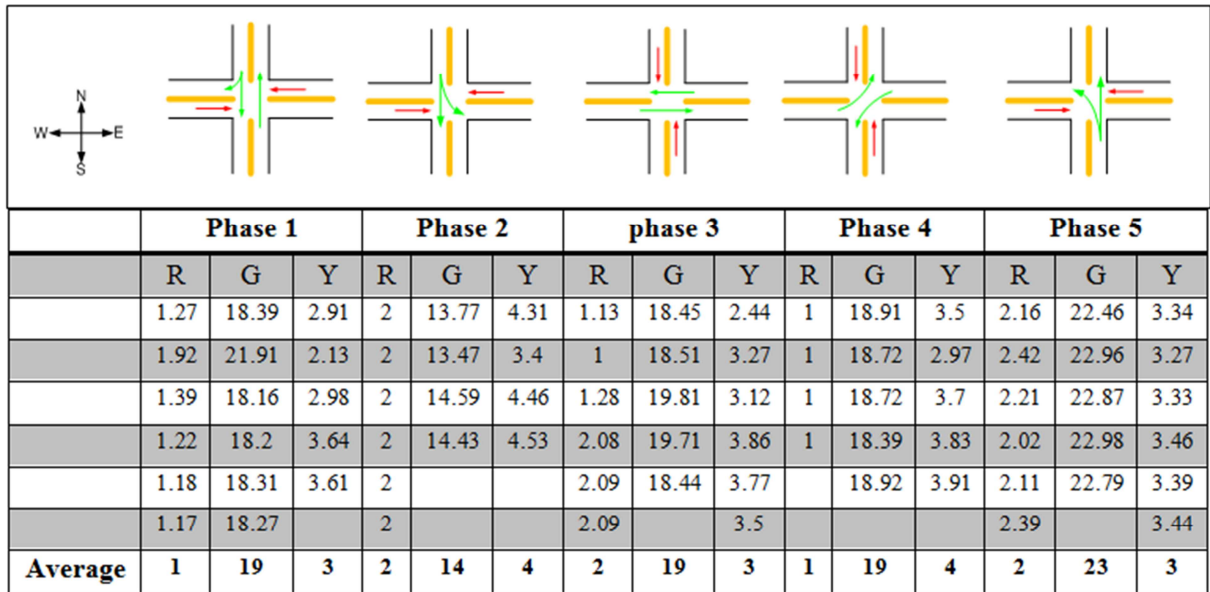 N
W E
S
Phase 1 Phase 2 phase 3 Phase 4 Phase 5
R G Y R G Y R G Y R G Y R G Y
1.27 18.39 2.91 2 13.77 4.31 1.13 18.45 2.44 1 18.91 3.5 2.16 22.46 3.34
1.92 21.91 2.13 2 13.47 3.4 1 18.51 3.27 1 18.72 2.97 2.42 22.96 3.27
1.39 18.16 2.98 2 14.59 4.46 1.28 19.81 3.12 1 18.72 3.7 2.21 22.87 3.33
1.22 18.2 3.64 2 14.43 4.53 2.08 19.71 3.86 1 18.39 3.83 2.02 22.98 3.46
1.18 18.31 3.61 2 2.09 18.44 3.77 18.92 3.91 2.11 22.79 3.39
1.17 18.27 2 2.09 3.5 2.39 3.44
Average 1 19 3 2 14 4 2 19 3 1 19 4 2 23 3